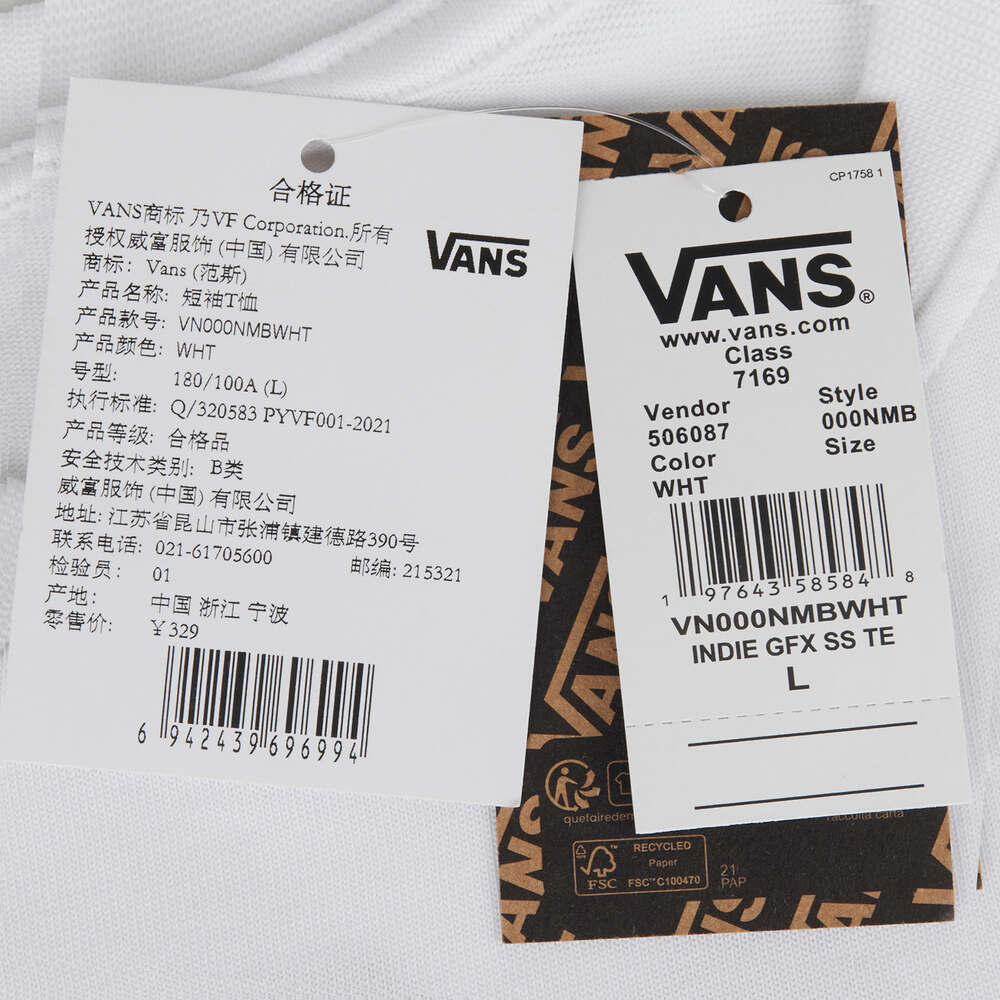 合格证
VANS商标 乃VF Corporation.所有
授权威富服饰 (中国) 有限公司
VANS
商标: Vans (范斯)
产品名称: 短袖T恤
产品款号: VN000NMBWHT
产品颜色: WHT
号型: 180/100A (L)
执行标准: Q/320583 PYVF001-2021
产品等级: 合格品
安全技术类别: B类
威富服饰 (中国) 有限公司
地址: 江苏省昆山市张浦镇建德路390号
联系电话: 021-61705600 邮编: 215321
检验员: 01
产地: 中国 浙江 宁波
零售价: ¥329
6 942439 696994
CP1758 1
VANS®
www.vans.com
Class
7169
Vendor Style
506087 000NMB
Color Size
WHT
1 97643 58584 8
VN000NMBWHT
INDIE GFX SS TE
L
VANS
raccolta carta
FSC™
RECYCLED
Paper
FSC™ C100470
21
PAP